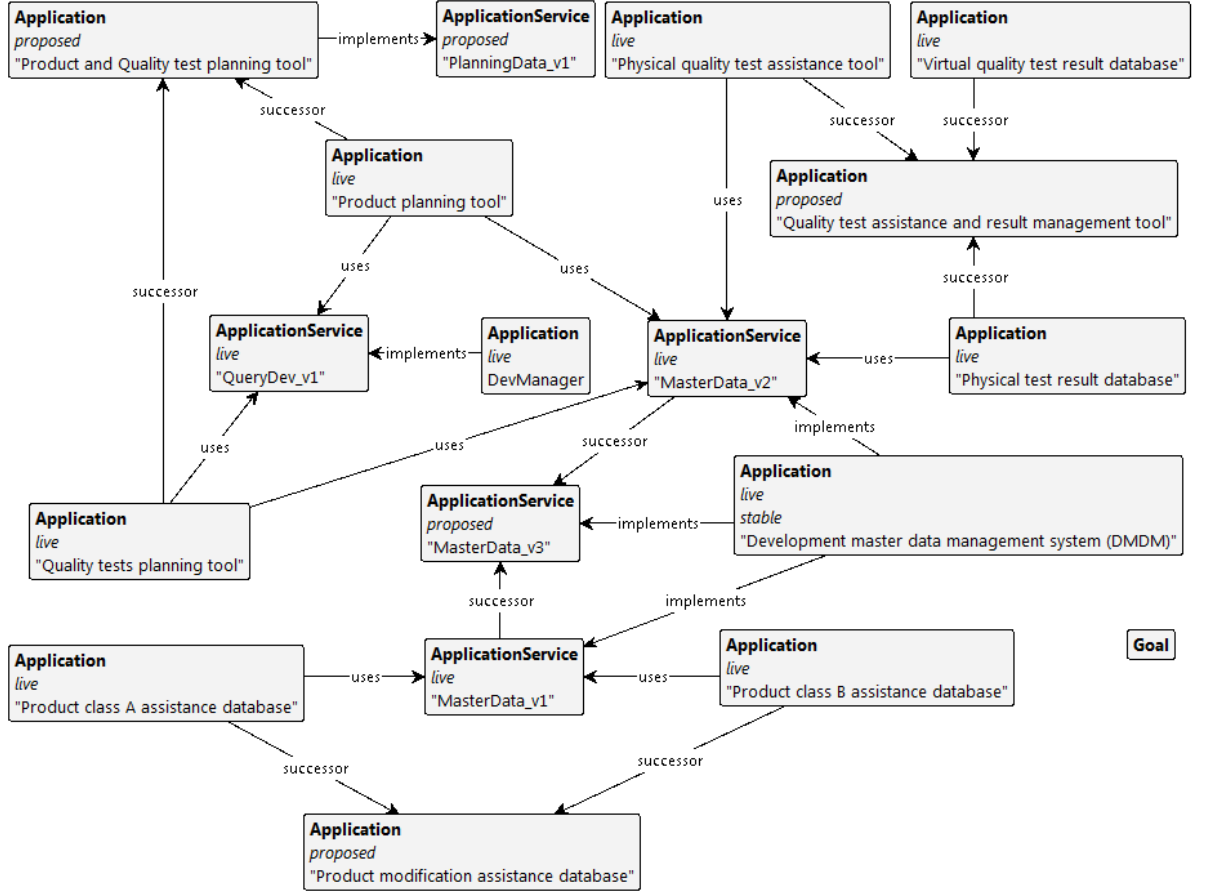 Application
proposed
"Product and Quality test planning tool"
implements
ApplicationService
proposed
"PlanningData_v1"
Application
live
"Physical quality test assistance tool"
Application
live
"Virtual quality test result database"
successor
successor
successor
Application
live
"Product planning tool"
Application
proposed
"Quality test assistance and result management tool"
uses
uses
uses
successor
successor
ApplicationService
live
"QueryDev_v1"
implements
Application
live
DevManager
ApplicationService
live
"MasterData_v2"
uses
Application
live
"Physical test result database"
uses
uses
successor
implements
Application
live
"Quality tests planning tool"
ApplicationService
proposed
"MasterData_v3"
implements
Application
live
stable
"Development master data management system (DMDM)"
successor
implements
Application
live
"Product class A assistance database"
uses
ApplicationService
live
"MasterData_v1"
uses
Application
live
"Product class B assistance database"
Goal
successor
successor
Application
proposed
"Product modification assistance database"